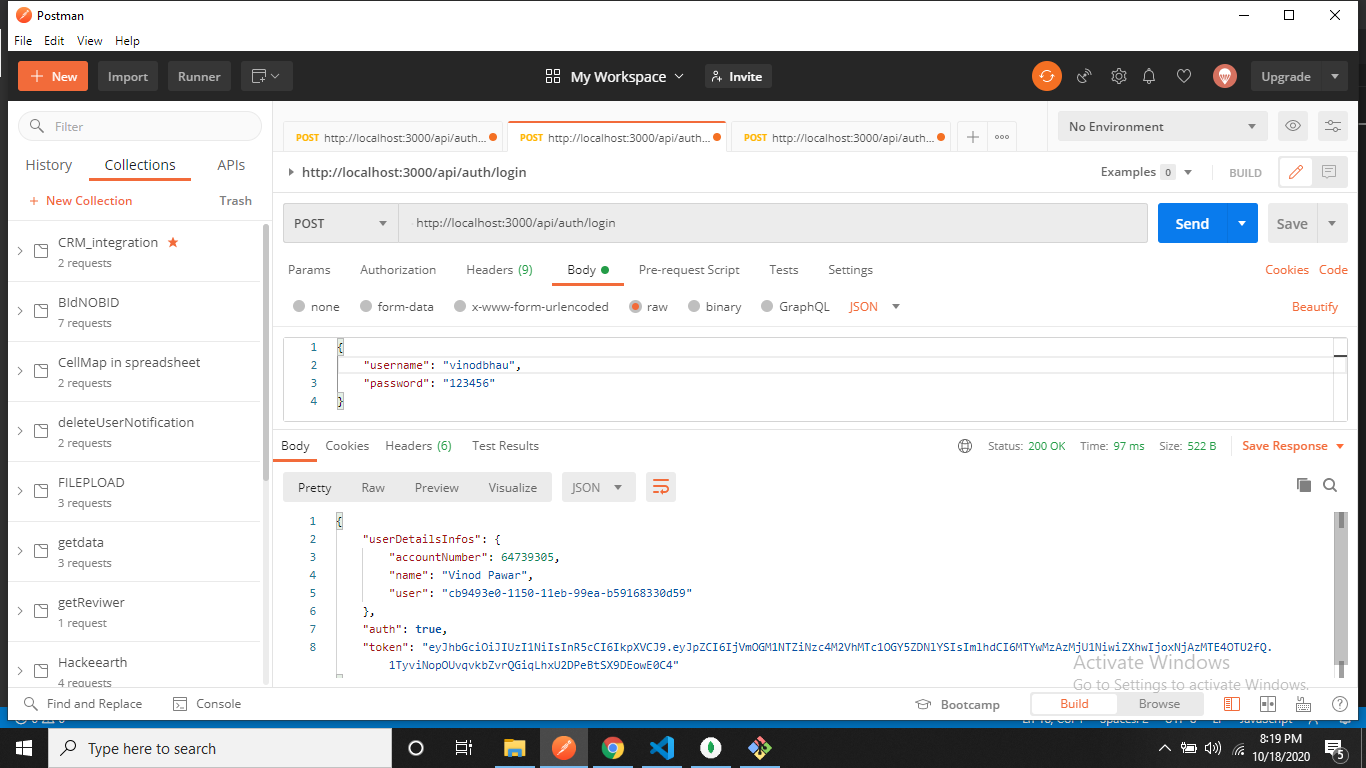 Postman
File Edit View Help
+ New Import Runner My Workspace Invite Upgrade
Filter
History Collections APIs
+ New Collection Trash
CRM_integration
2 requests
BIdNOBID
7 requests
CellMap in spreadsheet
2 requests
deleteUserNotification
2 requests
FILEPLOAD
3 requests
getdata
3 requests
getReviwer
1 request
Hackeearth
4 requests
POST http://localhost:3000/api/auth... POST http://localhost:3000/api/auth... POST http://localhost:3000/api/auth...
No Environment
http://localhost:3000/api/auth/login Examples 0 BUILD
POST http://localhost:3000/api/auth/login Send Save
Params Authorization Headers (9) Body Pre-request Script Tests Settings Cookies Code
none form-data x-www-form-urlencoded raw binary GraphQL JSON Beautify
1 {
2 "username": "vinodbhau",
3 "password": "123456"
4 }
Body Cookies Headers (6) Test Results Status: 200 OK Time: 97 ms Size: 522 B Save Response
Pretty Raw Preview Visualize JSON
1 {
2 "userDetailsInfos": {
3 "accountNumber": 64739305,
4 "name": "Vinod Pawar",
5 "user": "cb9493e0-1150-11eb-99ea-b59168330d59"
6 },
7 "auth": true,
8 "token": "eyJhbGciOiJIUzI1NiIsInR5cCI6IkpXVCJ9.eyJpZCI6IjVmOGM1NTZiNzc4M2VhMTc1OGY5ZDNlYSIsImlhdCI6MTYwMzAzMjU1NiwiZXhwIjoxNjAzMTE4OTU2fQ.
1TyviNopOUvqvkbZvrQGiqLhxU2DPeBtSX9DEowE0C4"
Activate Windows
Go to Settings to activate Windows.
Find and Replace Console Bootcamp Build Browse
Type here to search
8:19 PM
10/18/2020
5